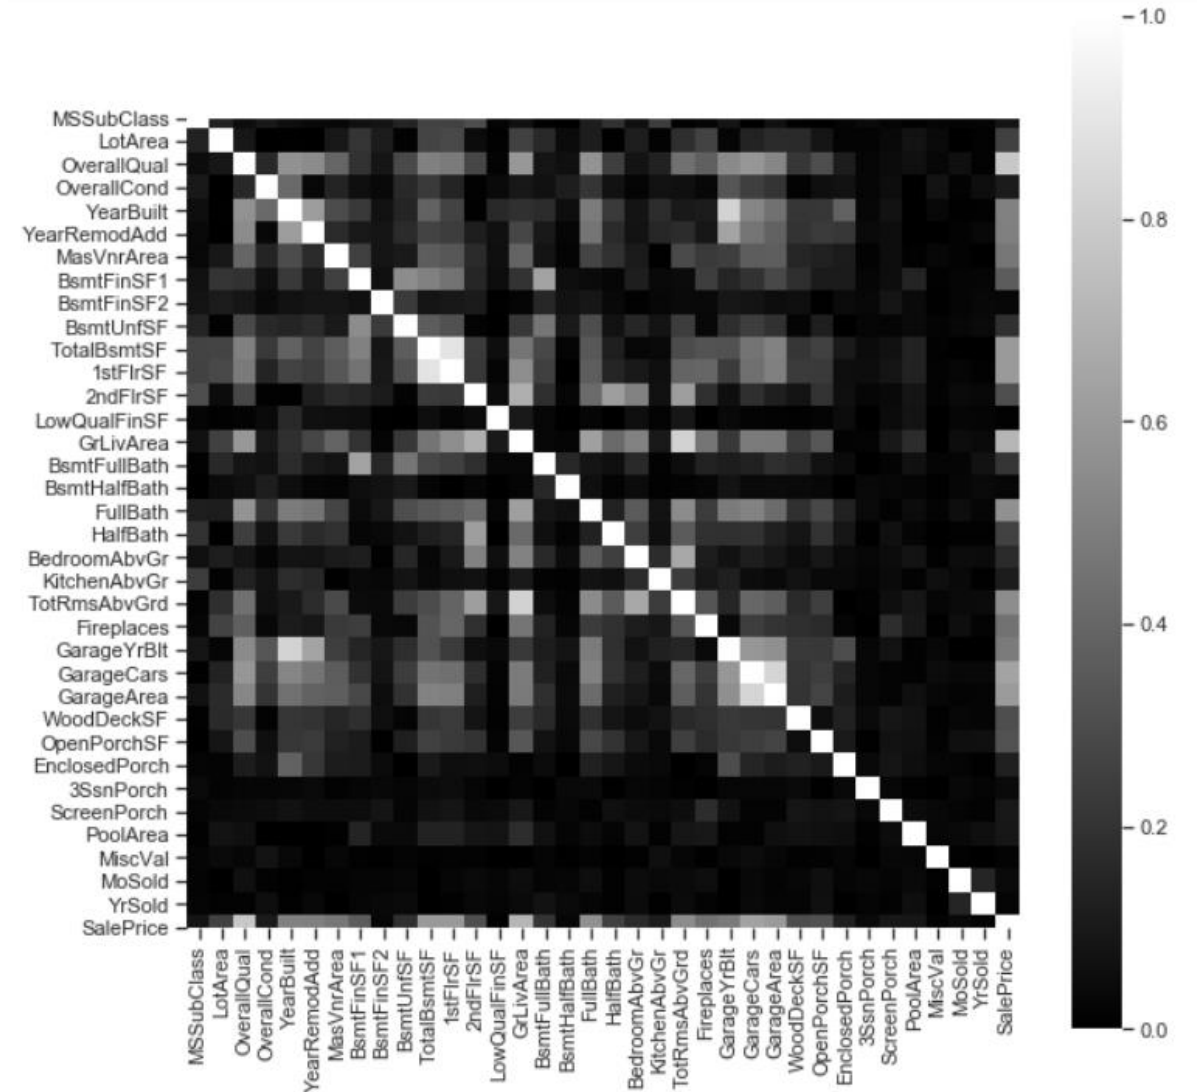 1.0
0.8
0.6
0.4
0.2
0.0
MSSubClass
LotArea
OverallQual
OverallCond
YearBuilt
YearRemodAdd
MasVnrArea
BsmtFinSF1
BsmtFinSF2
BsmtUnfSF
TotalBsmtSF
1stFlrSF
2ndFlrSF
LowQualFinSF
GrLivArea
BsmtFullBath
BsmtHalfBath
FullBath
HalfBath
BedroomAbvGr
KitchenAbvGr
TotRmsAbvGrd
Fireplaces
GarageYrBlt
GarageCars
GarageArea
WoodDeckSF
OpenPorchSF
EnclosedPorch
3SsnPorch
ScreenPorch
PoolArea
MiscVal
MoSold
YrSold
SalePrice
MSSubClass
LotArea
OverallQual
OverallCond
YearBuilt
YearRemodAdd
MasVnrArea
BsmtFinSF1
BsmtFinSF2
BsmtUnfSF
TotalBsmtSF
1stFlrSF
2ndFlrSF
LowQualFinSF
GrLivArea
BsmtFullBath
BsmtHalfBath
FullBath
HalfBath
BedroomAbvGr
KitchenAbvGr
TotRmsAbvGrd
Fireplaces
GarageYrBlt
GarageCars
GarageArea
WoodDeckSF
OpenPorchSF
EnclosedPorch
3SsnPorch
ScreenPorch
PoolArea
MiscVal
MoSold
YrSold
SalePrice